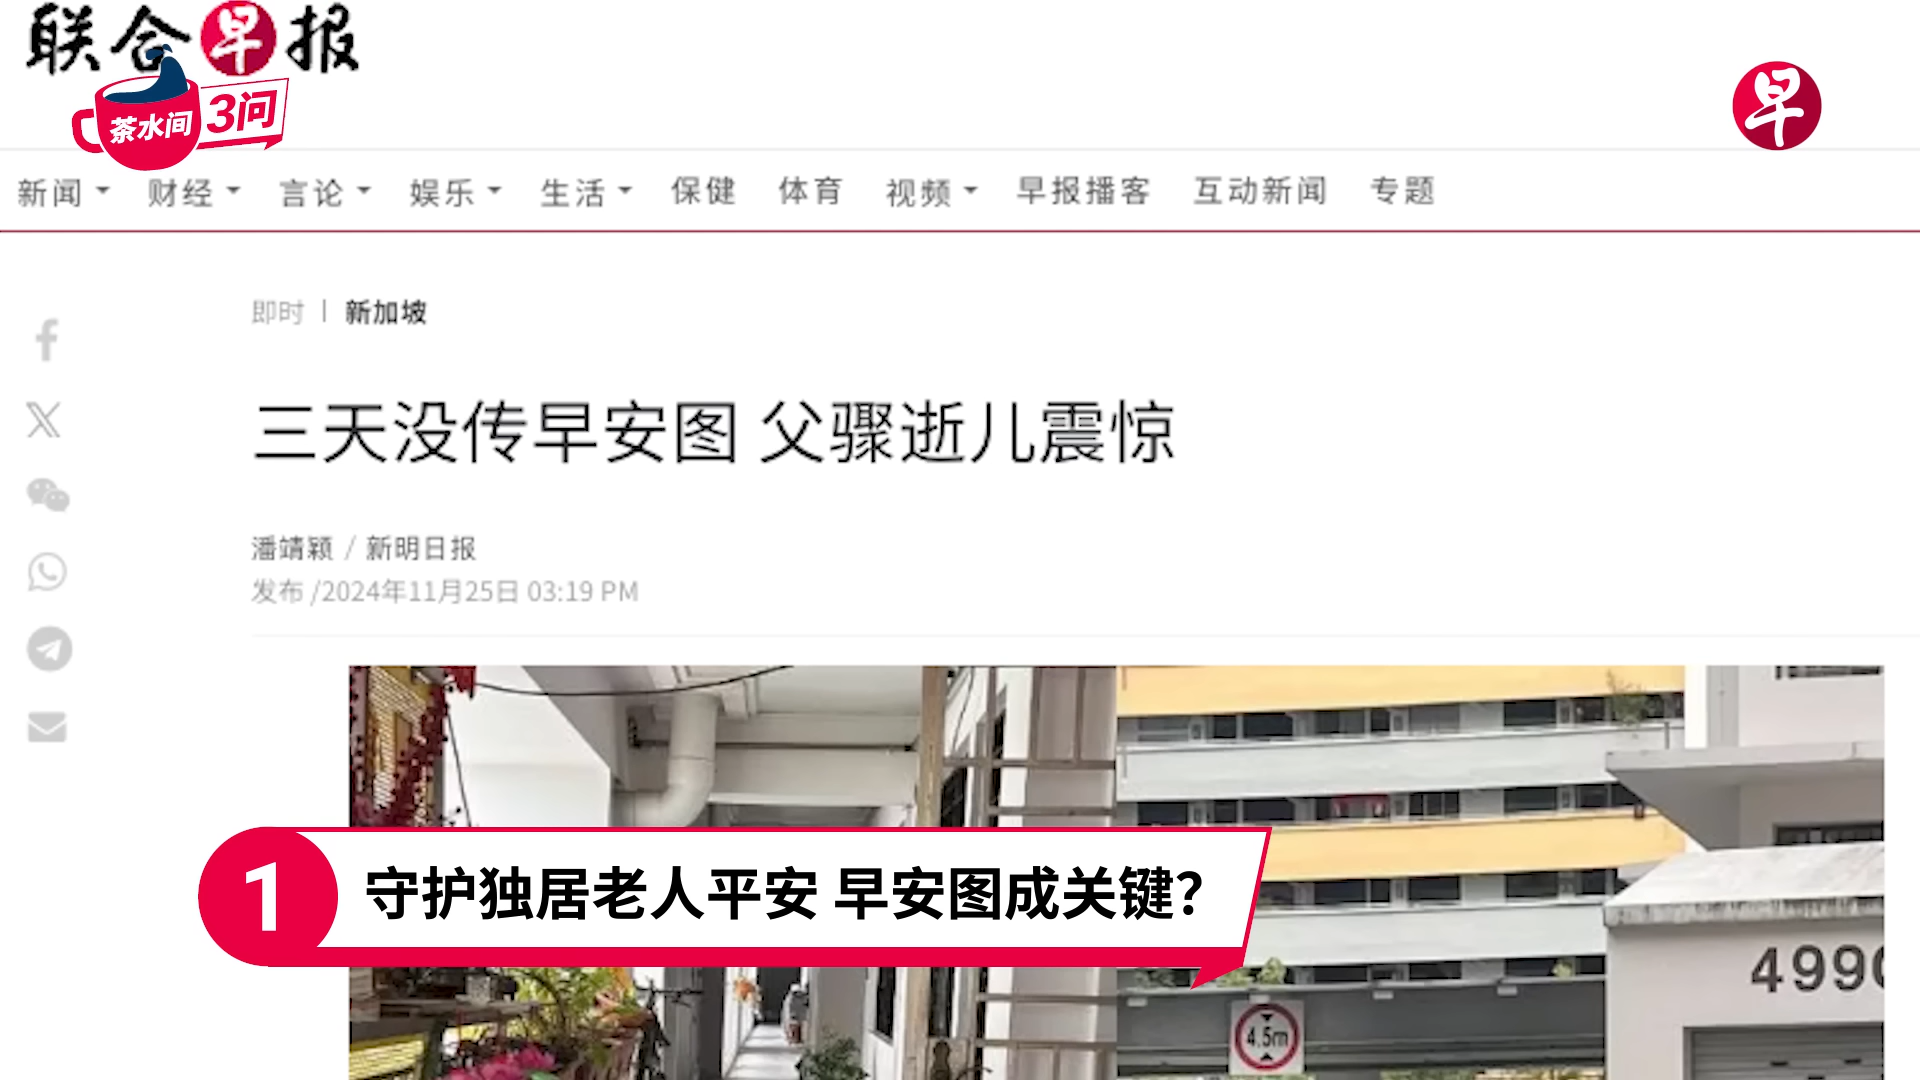 联合早报
茶水间 3问
早
新闻 财经 言论 娱乐 生活 保健 体育 视频 早报播客 互动新闻 专题
即时 | 新加坡
三天没传早安图 父骤逝儿震惊
潘靖颖 / 新明日报
发布 /2024年11月25日 03:19 PM
1 守护独居老人平安 早安图成关键?
499
4.5m